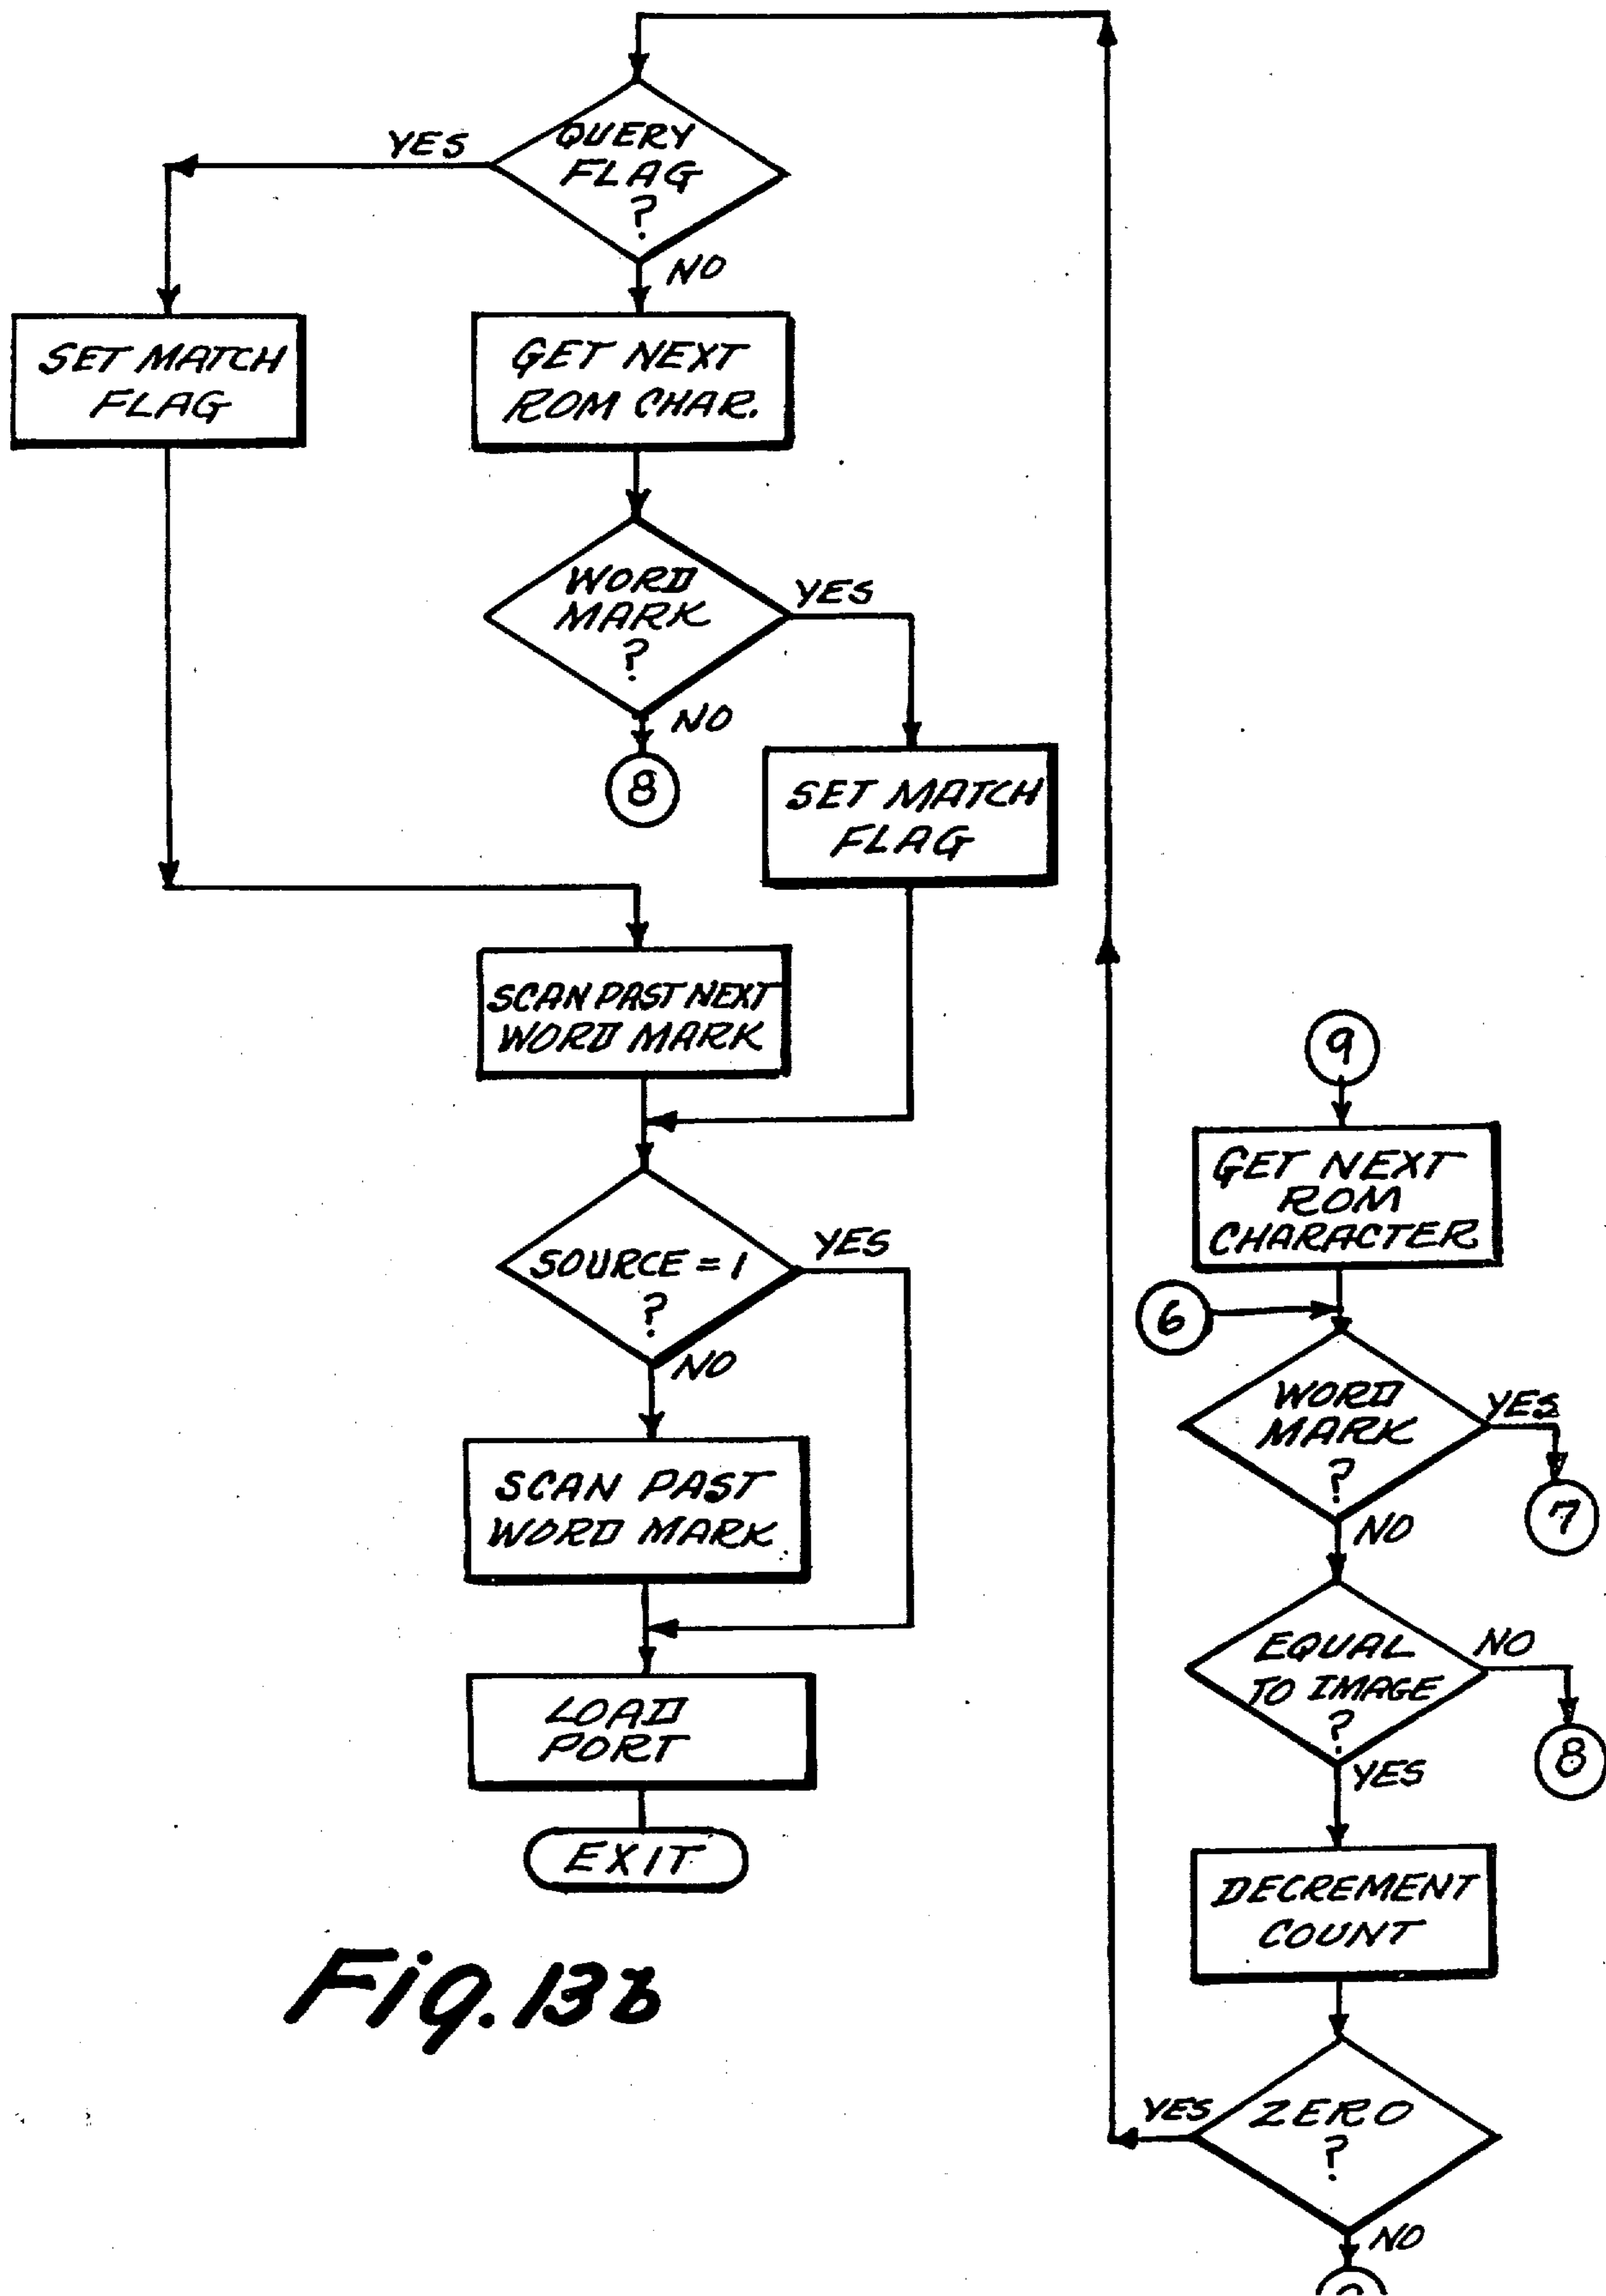 YES
QUERY
FLAG
?
NO
SET MATCH
FLAG
GET NEXT
ROM CHAR.
WORD
MARK
?
YES
NO
8
SET MATCH
FLAG
SCAN PAST NEXT
WORD MARK
SOURCE = 1
?
YES
NO
SCAN PAST
WORD MARK
LOAD
PORT
EXIT
9
GET NEXT
ROM
CHARACTER
6
WORD
MARK
?
YES
7
NO
EQUAL
TO IMAGE
?
NO
8
YES
DECREMENT
COUNT
YES
ZERO
?
NO
Fig. 13b